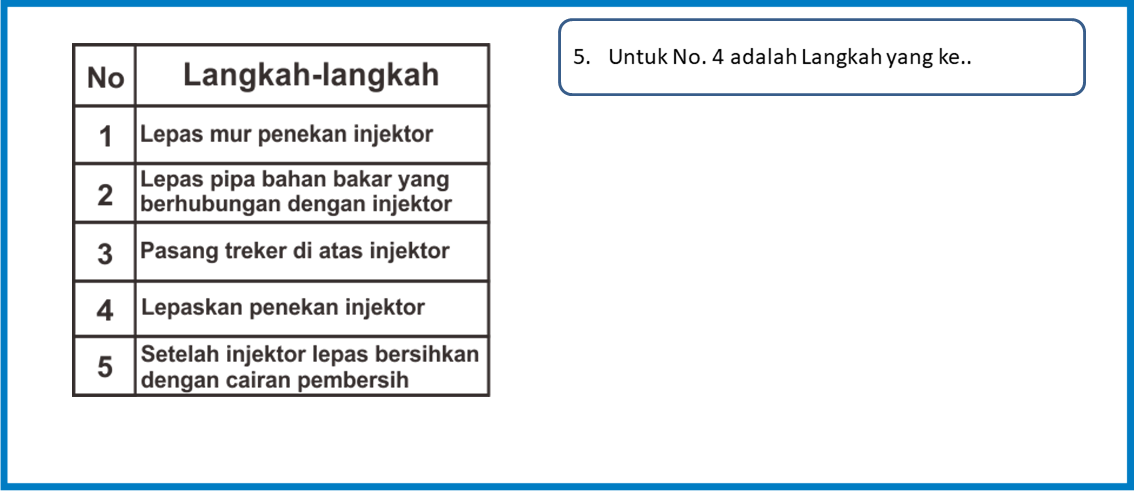 No Langkah-langkah
1 Lepas mur penekan injektor
2 Lepas pipa bahan bakar yang
berhubungan dengan injektor
3 Pasang treker di atas injektor
4 Lepaskan penekan injektor
5 Setelah injektor lepas bersihkan
dengan cairan pembersih
5. Untuk No. 4 adalah Langkah yang ke..